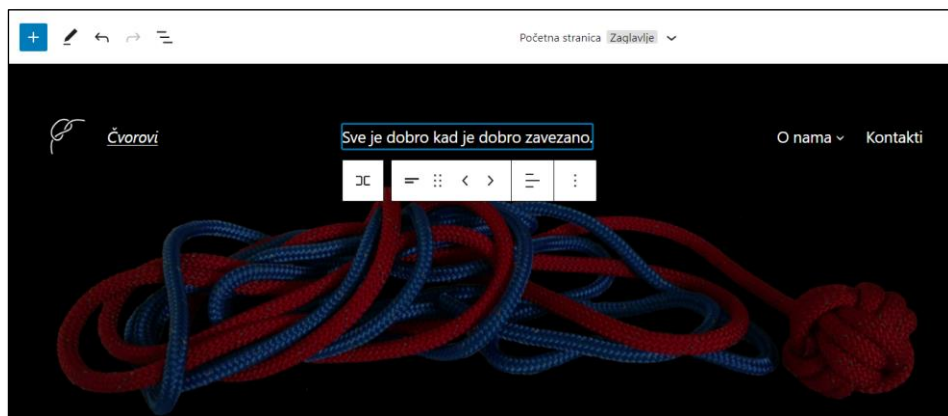 Početna stranica Zaglavlje
Čvorovi
Sve je dobro kad je dobro zavezano.
O nama
Kontakti